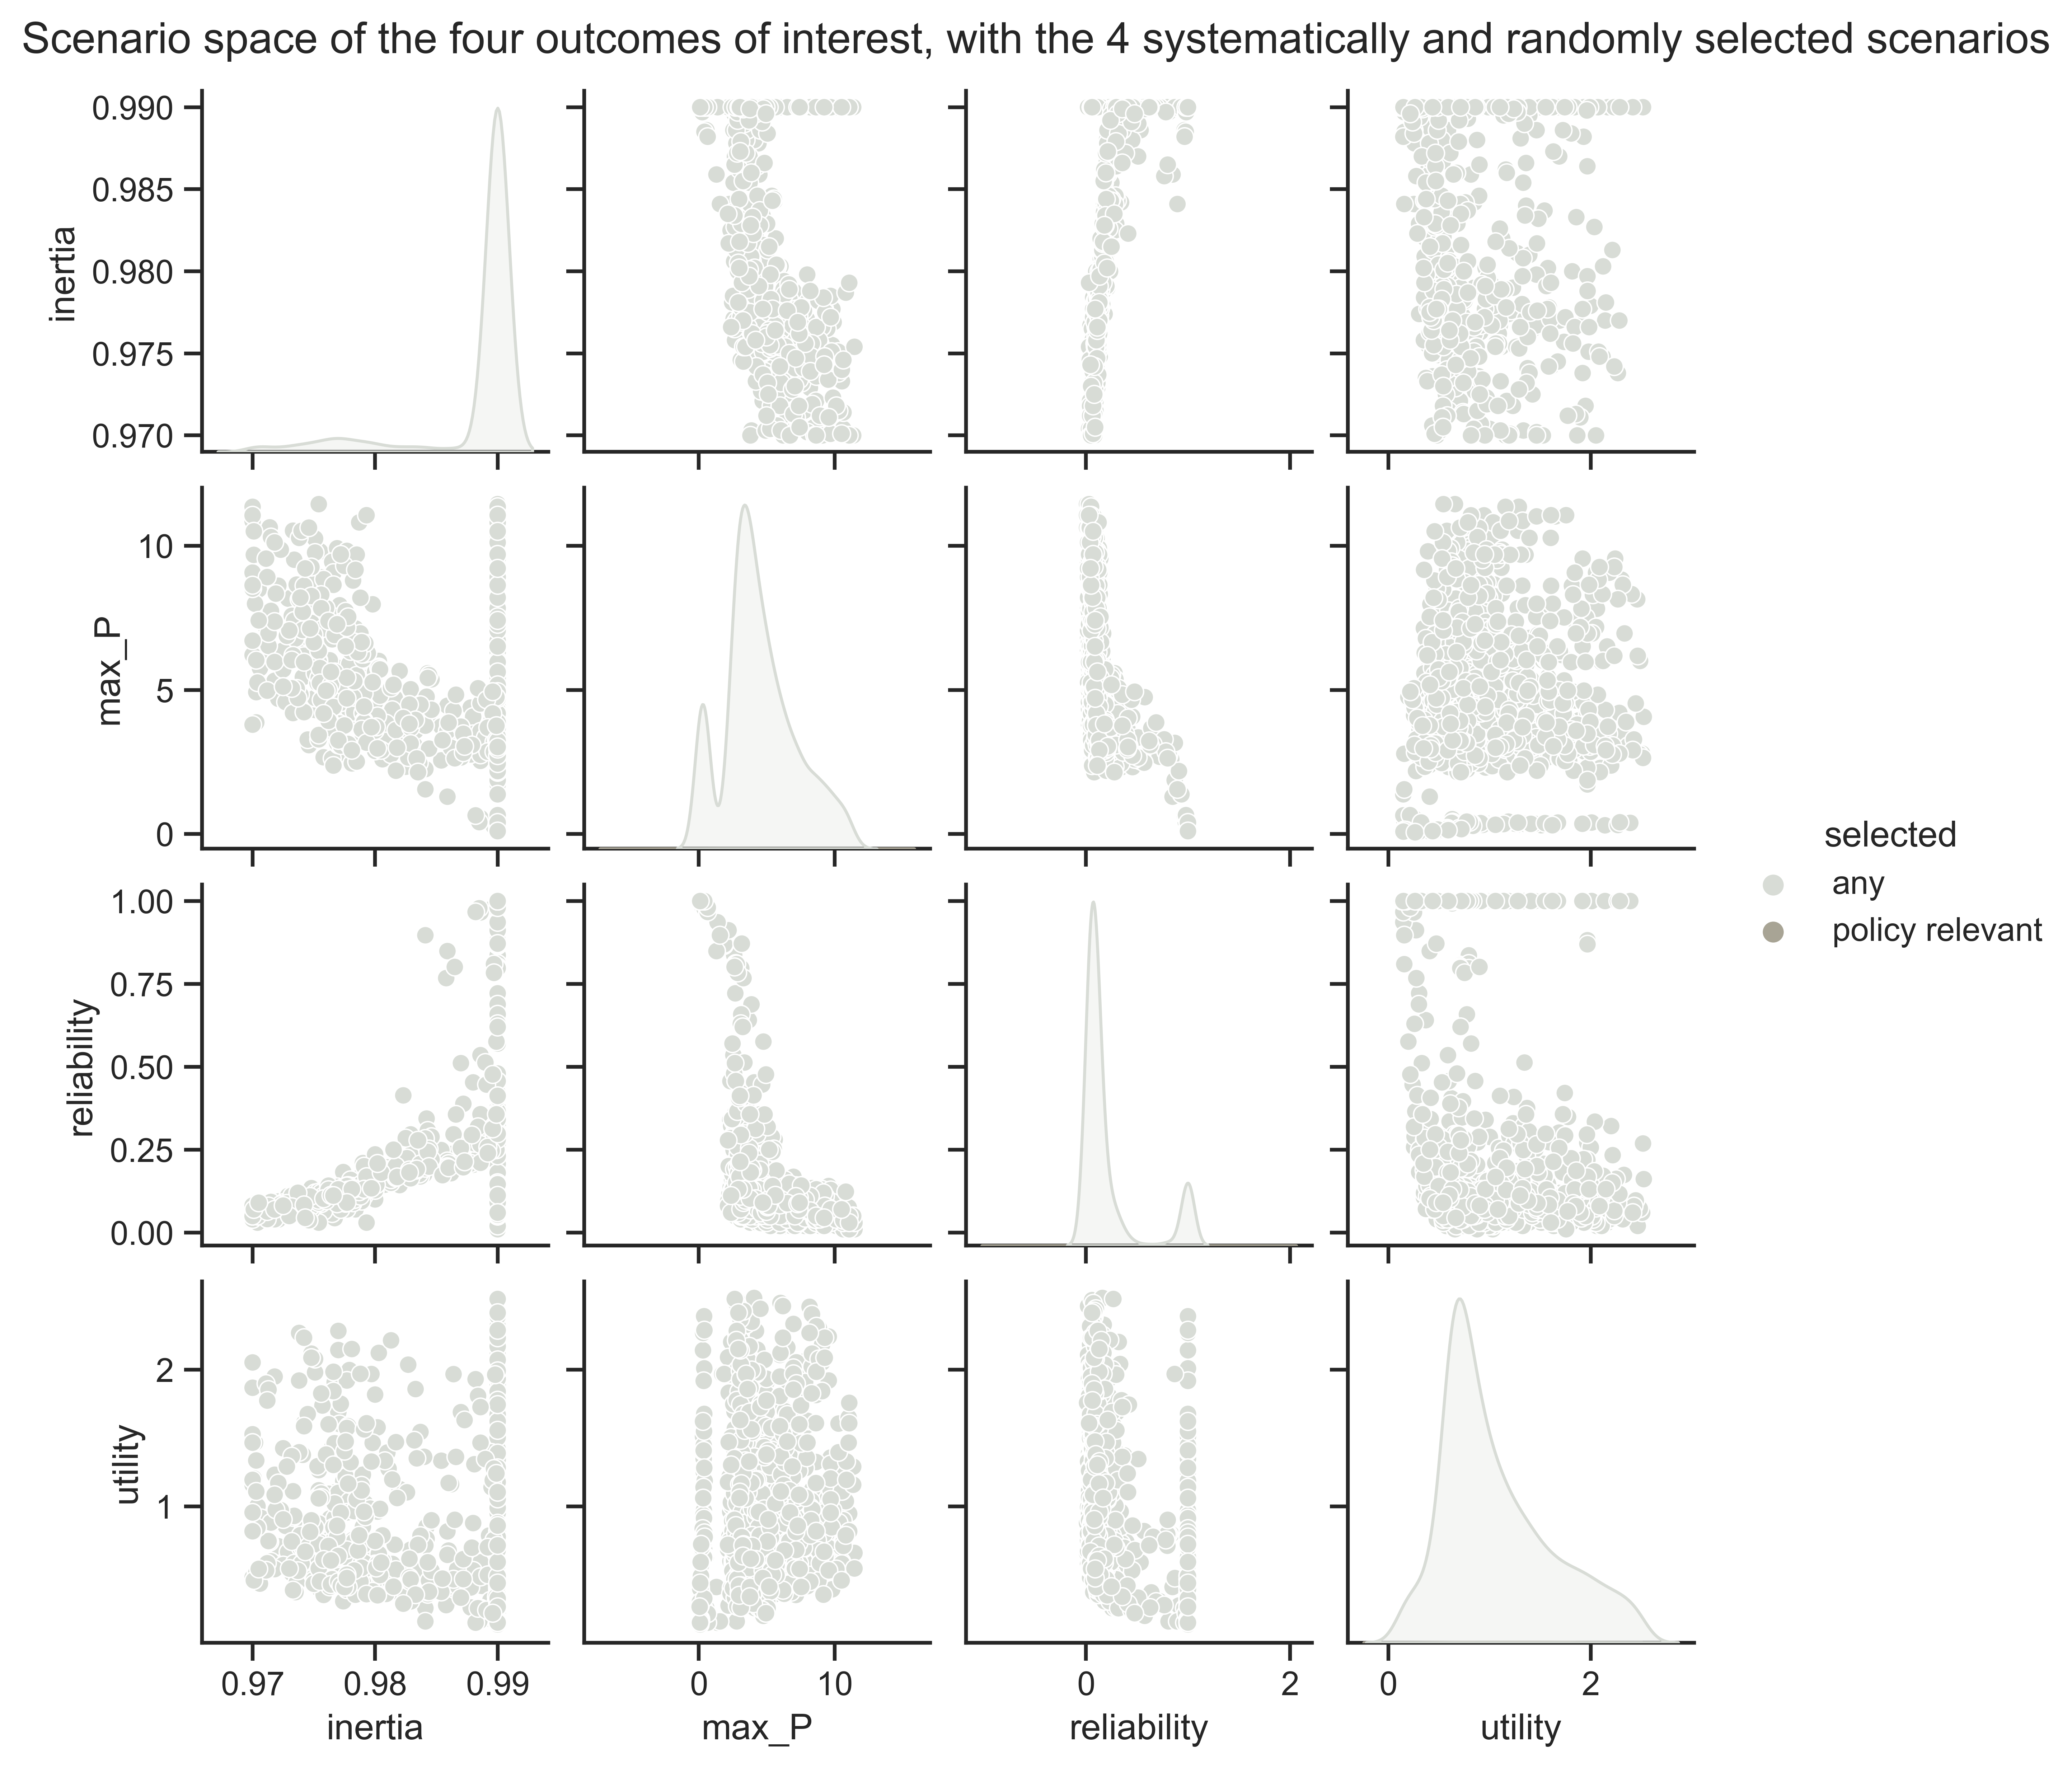 Scenario space of the four outcomes of interest, with the 4 systematically and randomly selected scenarios
0.990
0.985
0.980
0.975
0.970
inertia
10
5
0
max_P
1.00
0.75
0.50
0.25
0.00
reliability
2
1
utility
0.97 0.98 0.99
inertia
0 10
max_P
0 2
reliability
0 2
utility
selected
any
policy relevant